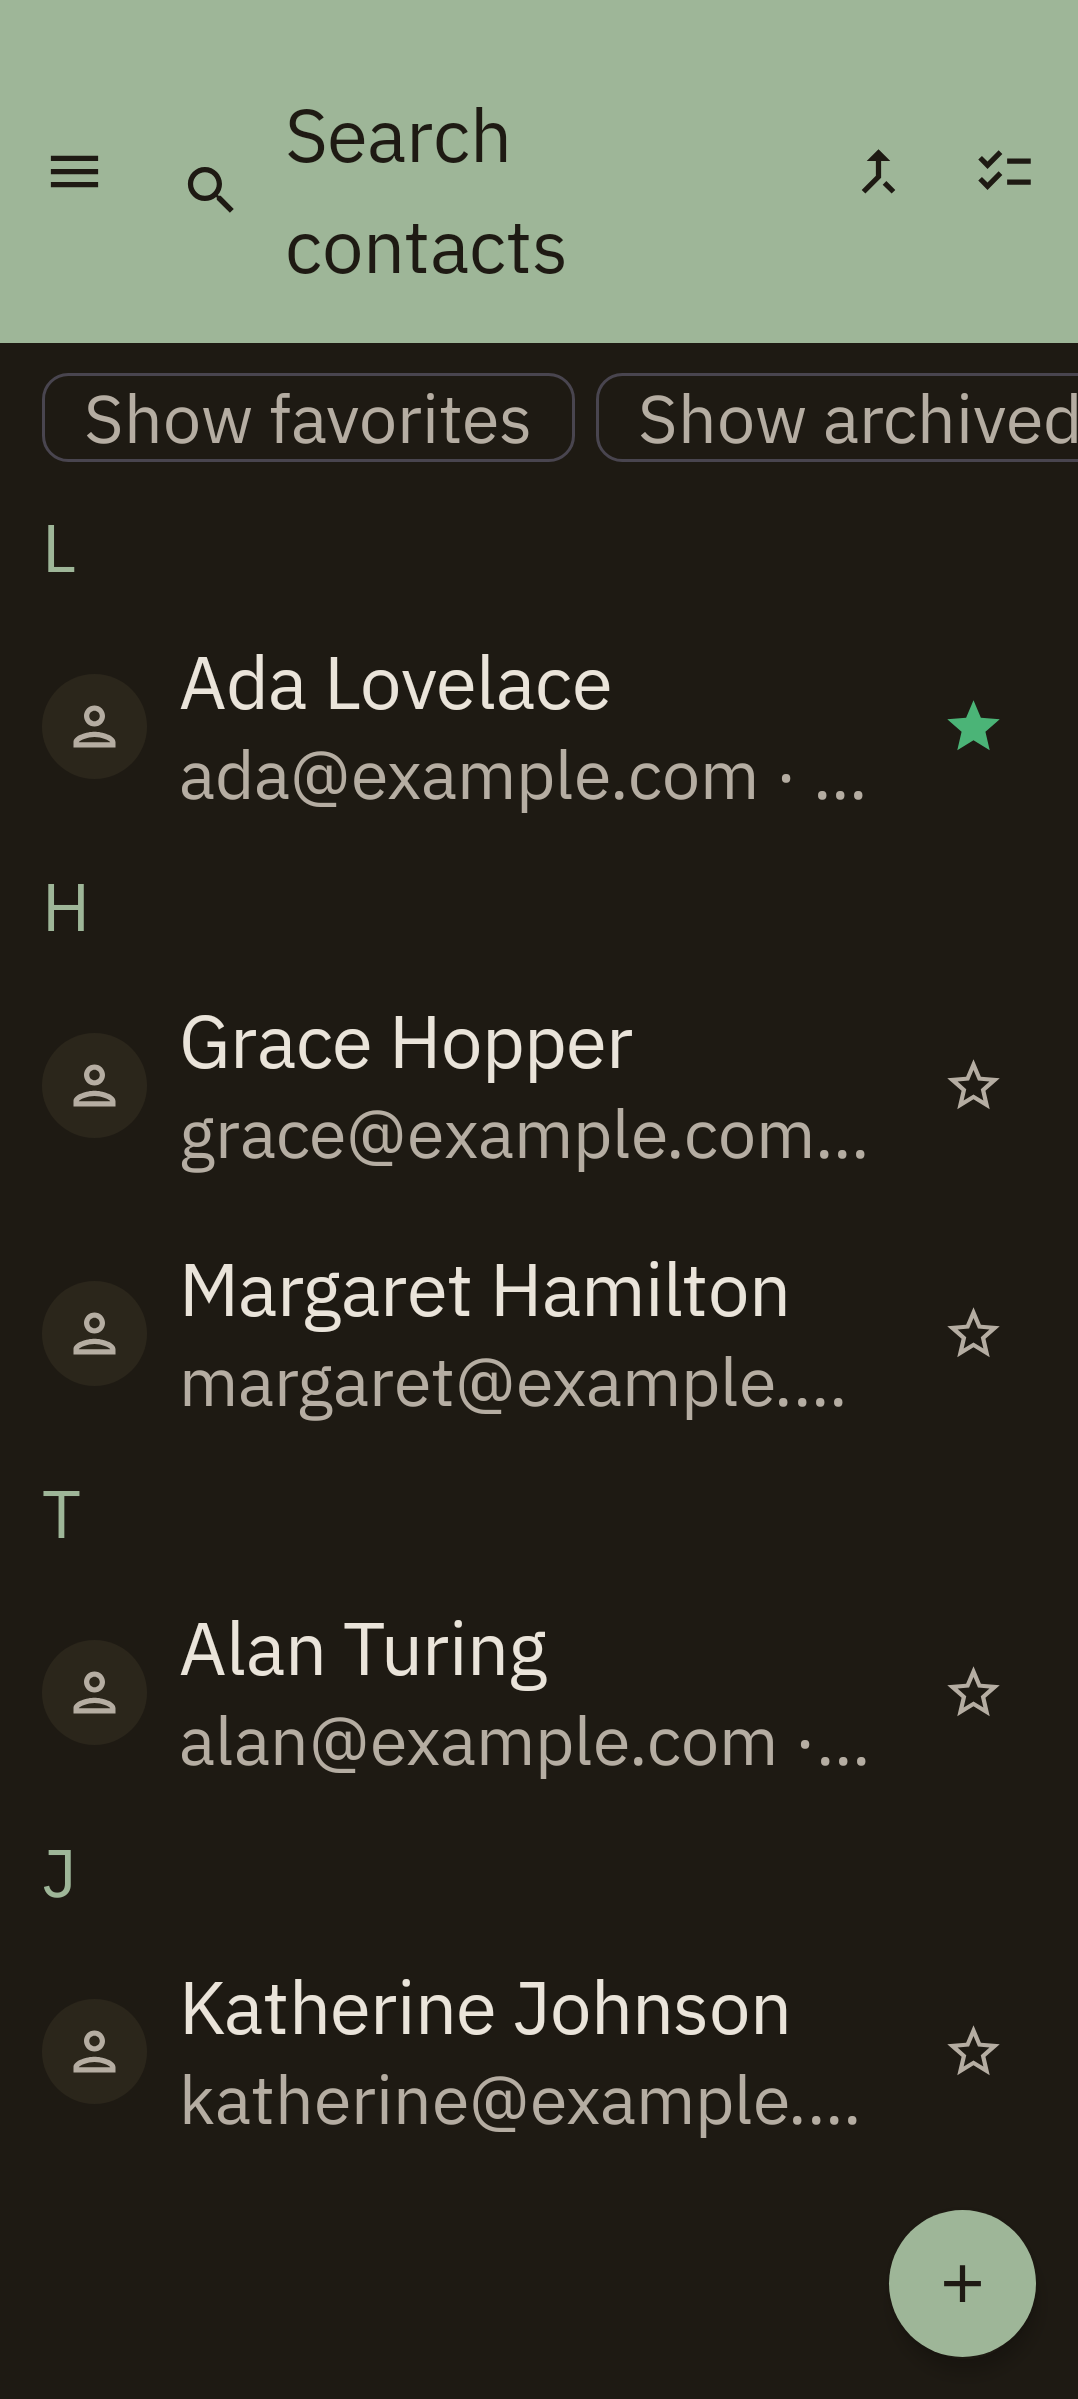 Search
contacts
Show favorites
Show archived
L
Ada Lovelace
ada@example.com · ...
H
Grace Hopper
grace@example.com...
Margaret Hamilton
margaret@example....
T
Alan Turing
alan@example.com ·...
J
Katherine Johnson
katherine@example....